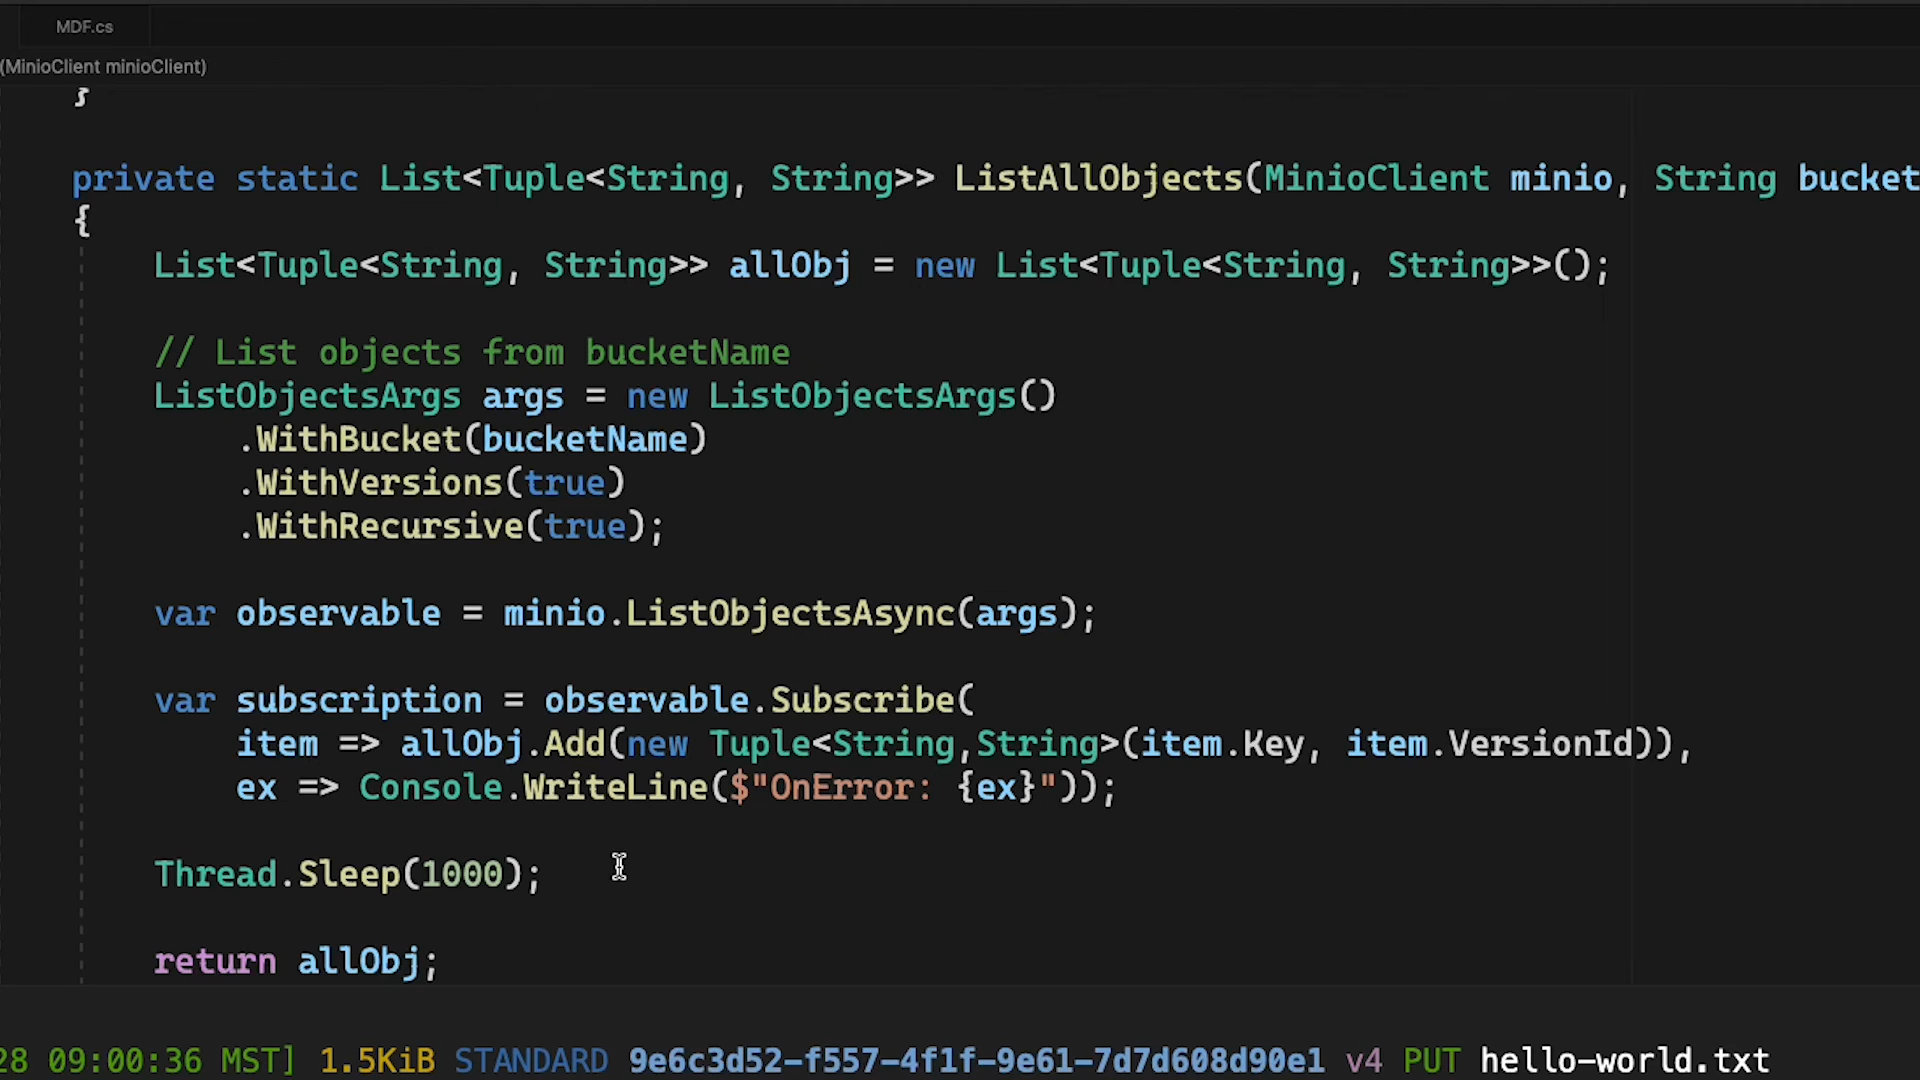 MDF.cs
(MinioClient minioClient)
}
private static List<Tuple<String, String>> ListAllObjects(MinioClient minio, String bucket
{
List<Tuple<String, String>> allObj = new List<Tuple<String, String>>();
// List objects from bucketName
ListObjectsArgs args = new ListObjectsArgs()
.WithBucket(bucketName)
.WithVersions(true)
.WithRecursive(true);
var observable = minio.ListObjectsAsync(args);
var subscription = observable.Subscribe(
item => allObj.Add(new Tuple<String,String>(item.Key, item.VersionId)),
ex => Console.WriteLine($"OnError: {ex}"));
Thread.Sleep(1000);
return allObj;
28 09:00:36 MST] 1.5KiB STANDARD 9e6c3d52-f557-4f1f-9e61-7d7d608d90e1 v4 PUT hello-world.txt